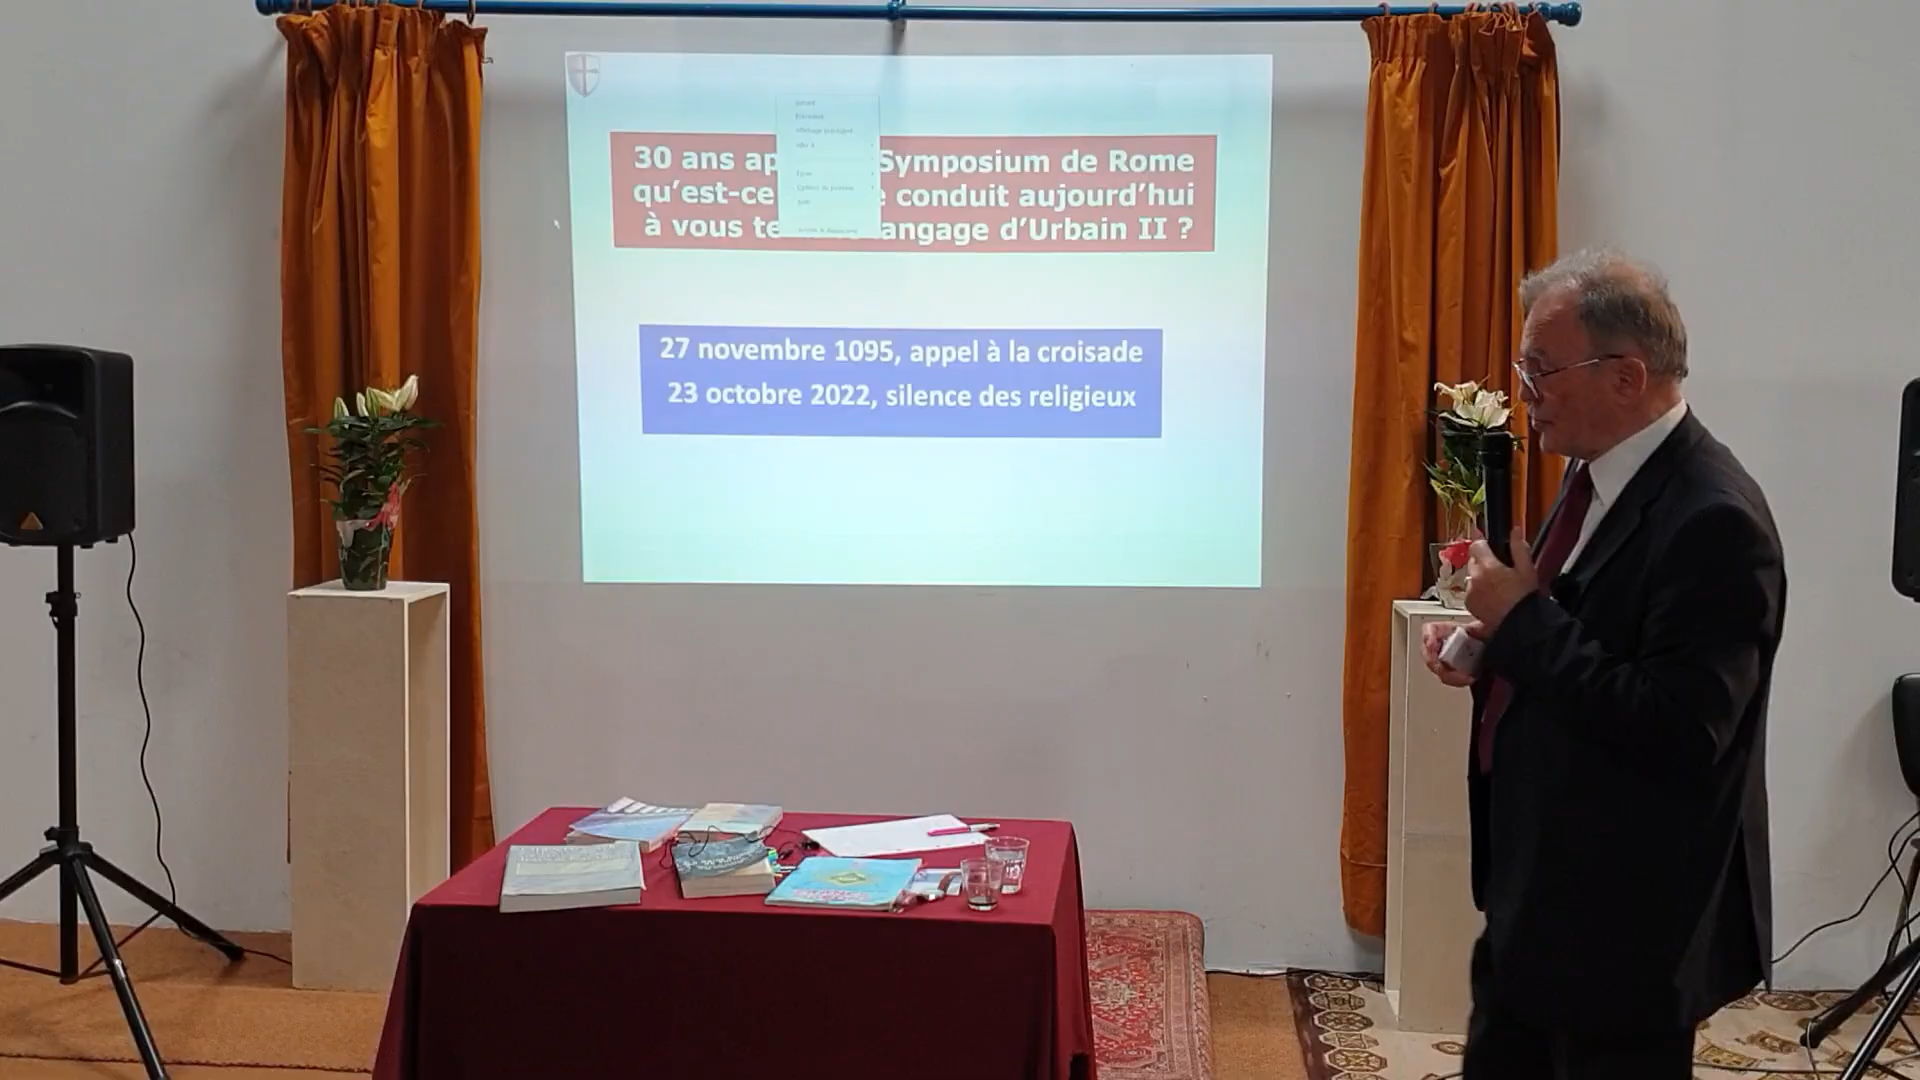 30 ans ap Symposium de Rome
qu'est-ce e conduit aujourd'hui
à vous te angage d'Urbain II ?
27 novembre 1095, appel à la croisade
23 octobre 2022, silence des religieux